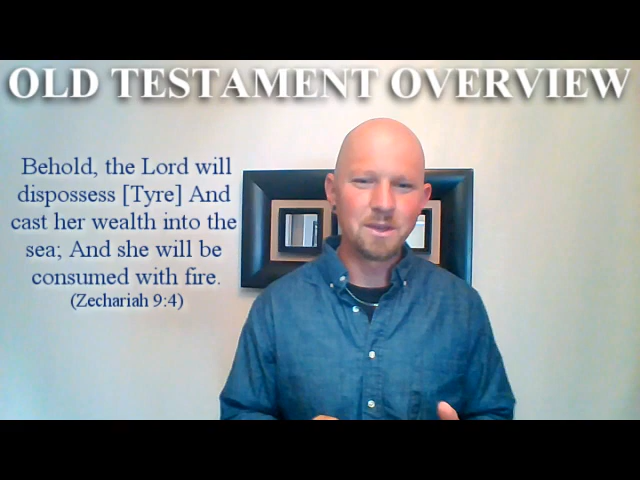 OLD TESTAMENT OVERVIEW
Behold, the Lord will
dispossess [Tyre] And
cast her wealth into the
sea; And she will be
consumed with fire.
(Zechariah 9:4)